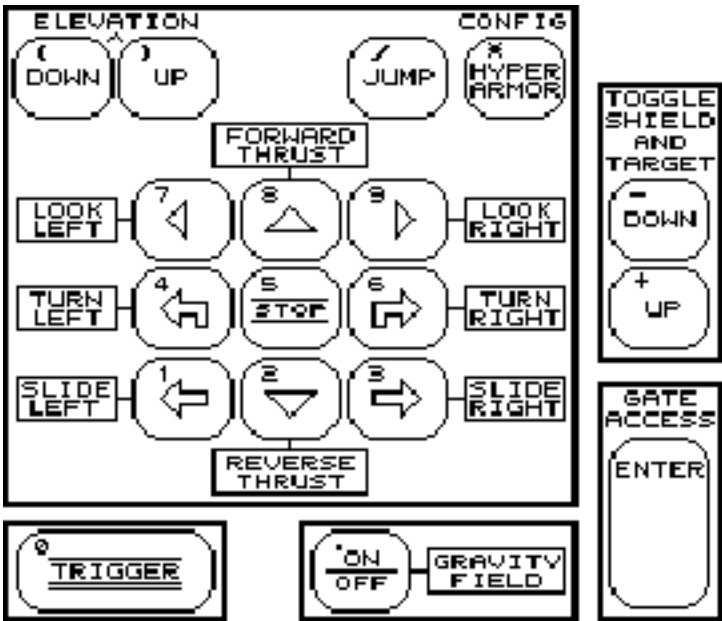 ELEVATION
CONFIG
( DOWN
) UP
/ JUMP
* HYPER ARMOR
TOGGLE
SHIELD
AND
TARGET
- DOWN
+ UP
FORWARD
THRUST
LOOK
LEFT
7
8
9
LOOK
RIGHT
TURN
LEFT
4
5
STOP
6
TURN
RIGHT
SLIDE
LEFT
1
2
3
SLIDE
RIGHT
REVERSE
THRUST
GATE
ACCESS
ENTER
0
TRIGGER
.ON
OFF
GRAVITY
FIELD